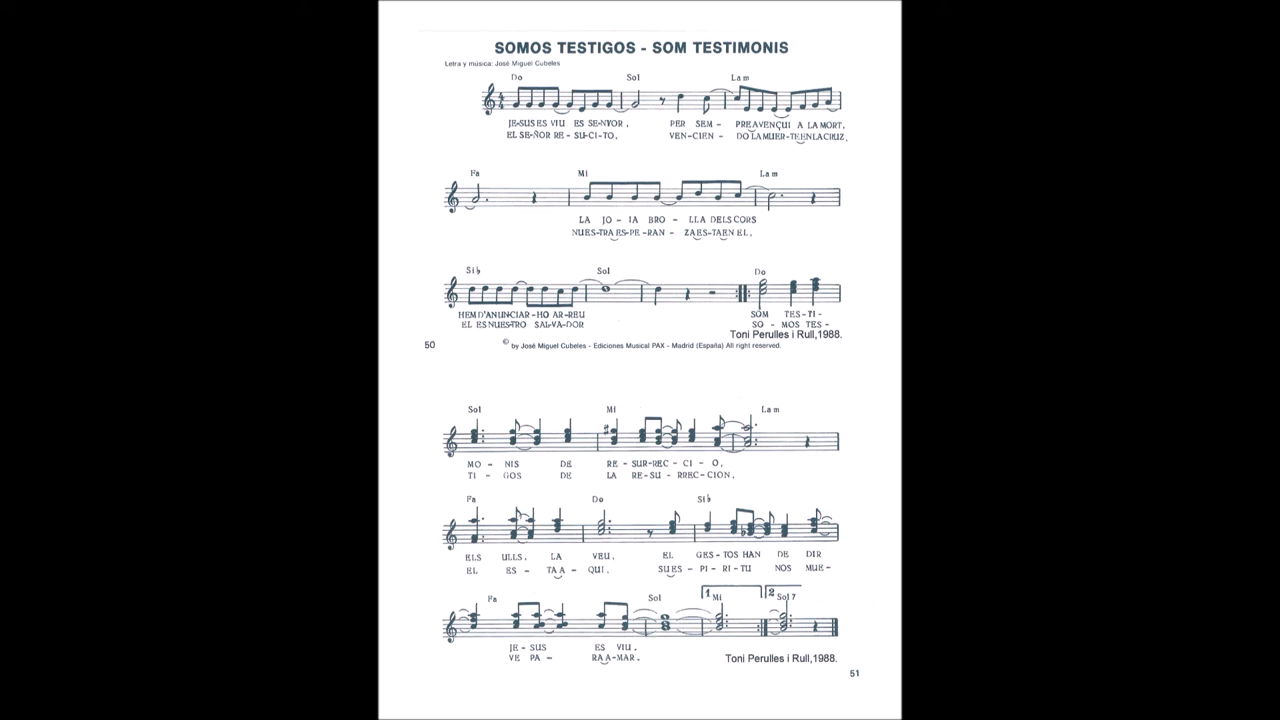 SOMOS TESTIGOS - SOM TESTIMONIS
Letra y música: José Miguel Cubeles
Do Sol Lam
JE-SUS ES VIU ES SE-NYOR, PER SEM - PRE A VENÇUI A LA MORT,
EL SE-ÑOR RE - SU-CI-TO, VEN-CIEN - DO LA MUER-TE EN LA CRUZ,
Fa Mi Lam
LA JO - IA BRO - LLA DELS CORS
NUES-TRA ES-PE-RAN - ZA ES-TA EN EL,
Sib Sol Do
HEM D'ANUNCIAR-HO AR-REU SOM TES-TI-
EL ES NUES-TRO SAL-VA-DOR SO - MOS TES -
Toni Perulles i Rull,1988.
50 © by José Miguel Cubeles - Ediciones Musical PAX - Madrid (España) All right reserved.
Sol Mi Lam
MO - NIS DE RE - SUR-REC - CI - O,
TI - GOS DE LA RE-SU - RREC-CION,
Fa Do Sib
ELS ULLS, LA VEU, EL GES-TOS HAN DE DIR
EL ES - TA A - QUI, SU ES - PI - RI - TU NOS MUE-
Fa Sol 1 Mi 2 Sol7
JE - SUS ES VIU.
VE PA - RA A-MAR.
Toni Perulles i Rull,1988.
51